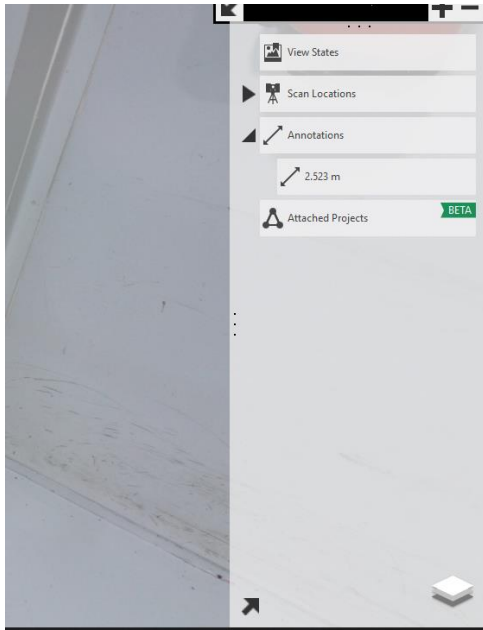 View States
Scan Locations
Annotations
2.523 m
Attached Projects
BETA